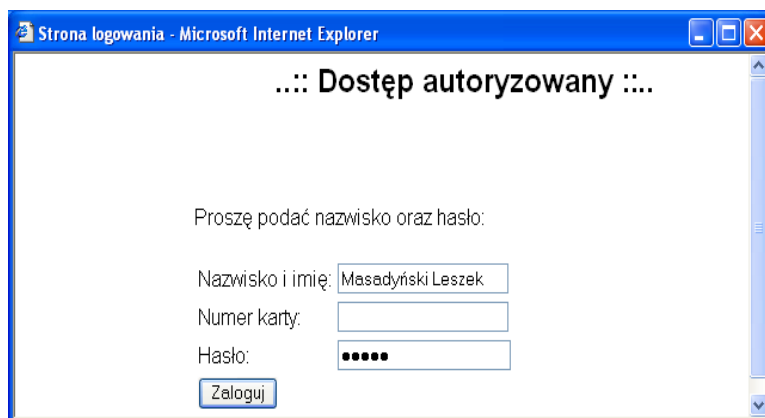 Strona logowania - Microsoft Internet Explorer
..:: Dostęp autoryzowany ::..
Proszę podać nazwisko oraz hasło:
Nazwisko i imię: Masadyński Leszek
Numer karty:
Hasło: •••••
Zaloguj